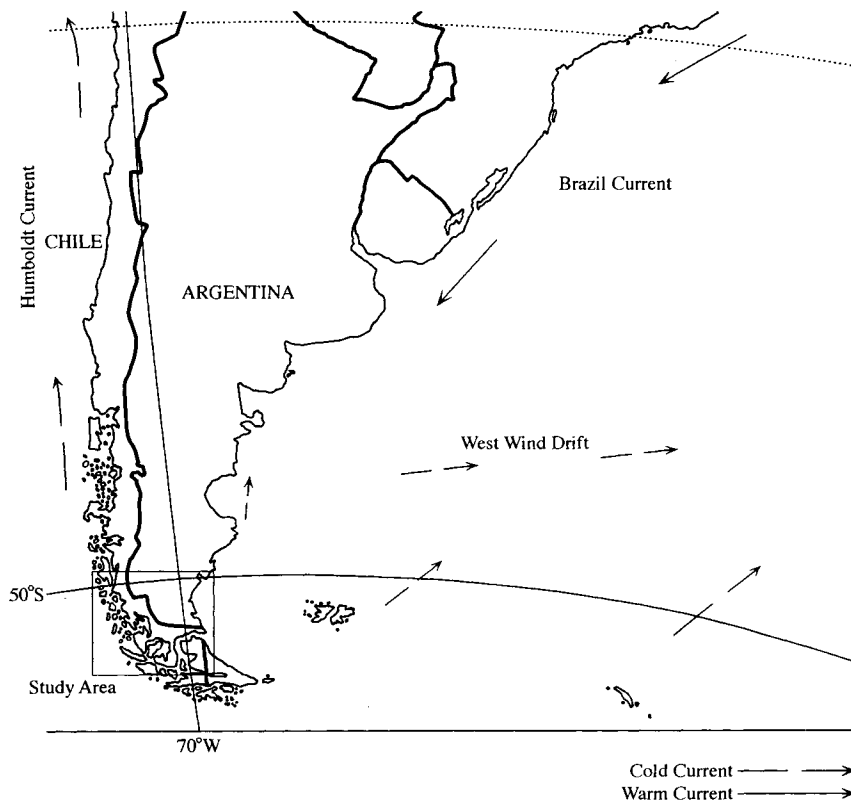 Humboldt Current
CHILE
Brazil Current
ARGENTINA
West Wind Drift
50°S
Study Area
70°W
Cold Current
Warm Current